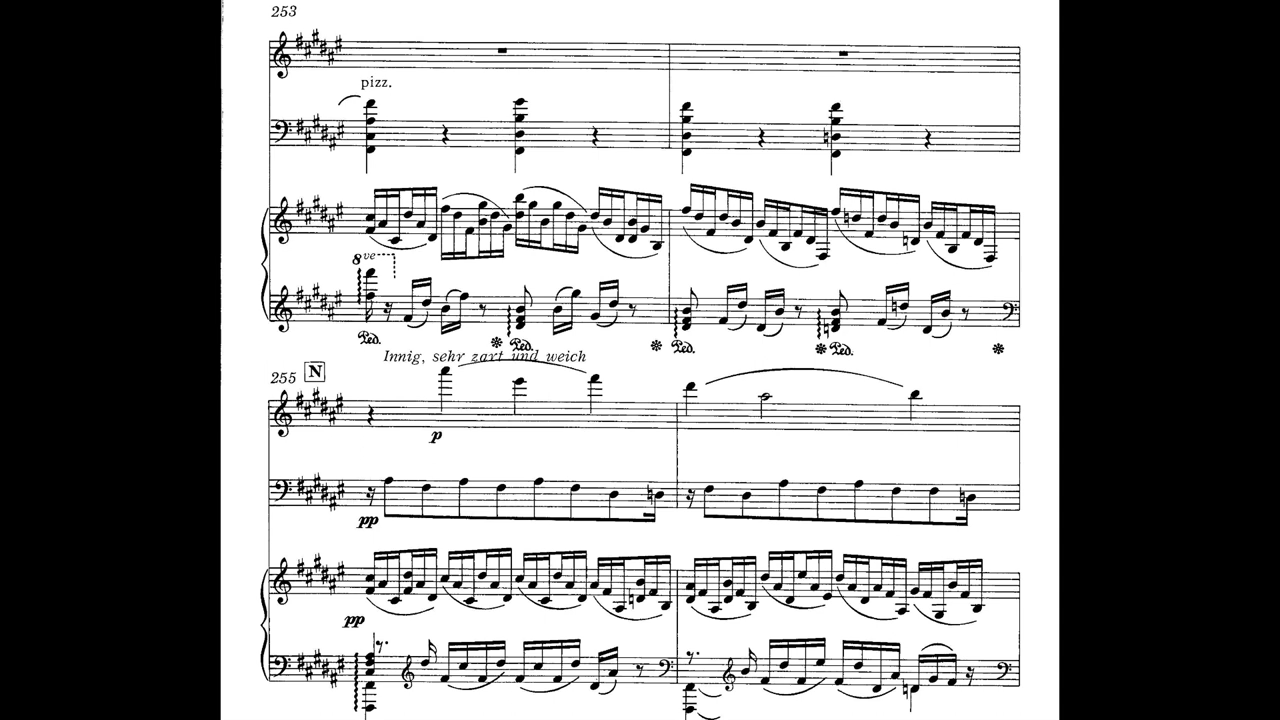 253
pizz.
8ve
Ped. Ped. Ped. Ped.
Innig, sehr zart und weich
255 N
p
pp
pp